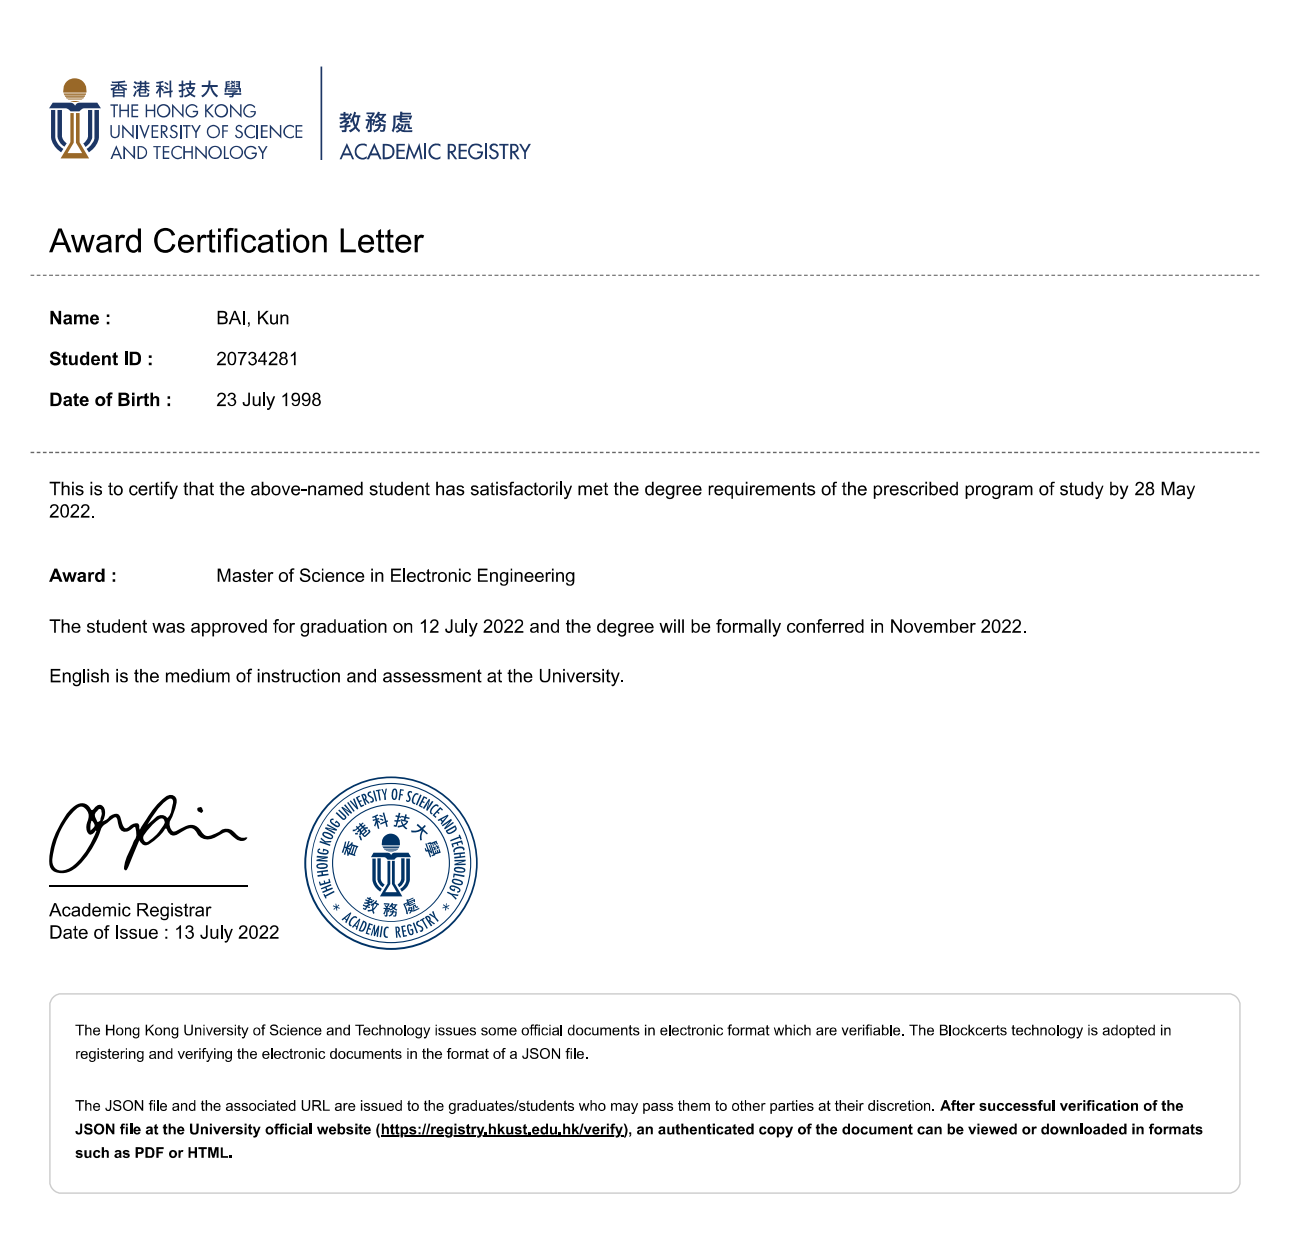 香港科技大學
THE HONG KONG
UNIVERSITY OF SCIENCE
AND TECHNOLOGY
教務處
ACADEMIC REGISTRY
Award Certification Letter
Name : BAI, Kun
Student ID : 20734281
Date of Birth : 23 July 1998
This is to certify that the above-named student has satisfactorily met the degree requirements of the prescribed program of study by 28 May
2022.
Award : Master of Science in Electronic Engineering
The student was approved for graduation on 12 July 2022 and the degree will be formally conferred in November 2022.
English is the medium of instruction and assessment at the University.
THE HONG KONG UNIVERSITY OF SCIENCE AND TECHNOLOGY
香港科技大學
教務處
* ACADEMIC REGISTRY *
Academic Registrar
Date of Issue : 13 July 2022
The Hong Kong University of Science and Technology issues some official documents in electronic format which are verifiable. The Blockcerts technology is adopted in
registering and verifying the electronic documents in the format of a JSON file.
The JSON file and the associated URL are issued to the graduates/students who may pass them to other parties at their discretion. After successful verification of the
JSON file at the University official website (https://registry.hkust.edu.hk/verify), an authenticated copy of the document can be viewed or downloaded in formats
such as PDF or HTML.